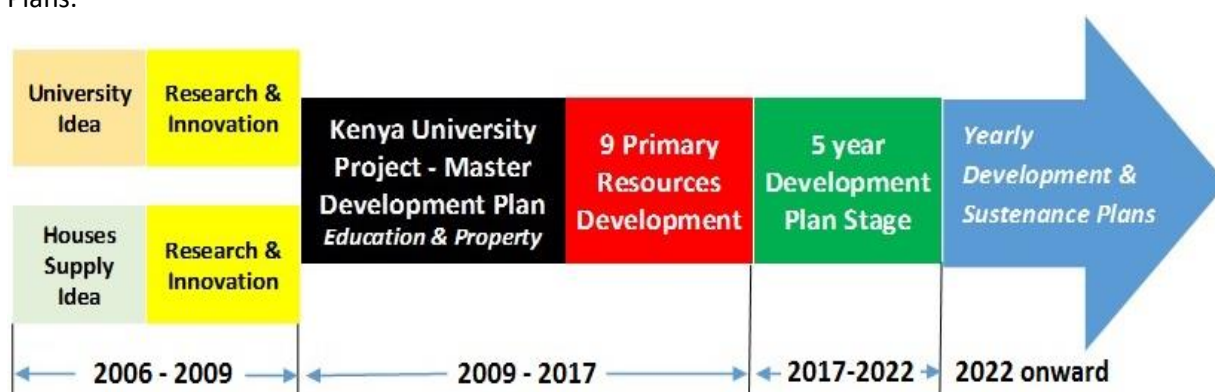 Plans:
University
Idea
Research &
Innovation
Houses
Supply
Idea
Research &
Innovation
Kenya University
Project - Master
Development Plan
Education & Property
9 Primary
Resources
Development
5 year
Development
Plan Stage
Yearly
Development &
Sustenance Plans
2006 - 2009
2009 - 2017
2017-2022
2022 onward